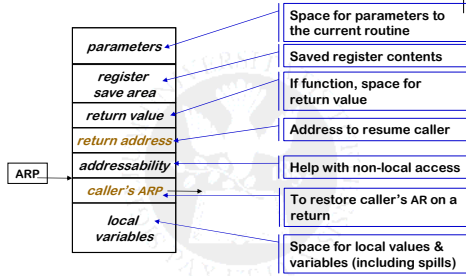 Space for parameters to
the current routine
parameters
Saved register contents
register
save area
If function, space for
return value
return value
return address
Address to resume caller
ARP
addressability
Help with non-local access
caller's ARP
To restore caller's AR on a
return
local
variables
Space for local values &
variables (including spills)